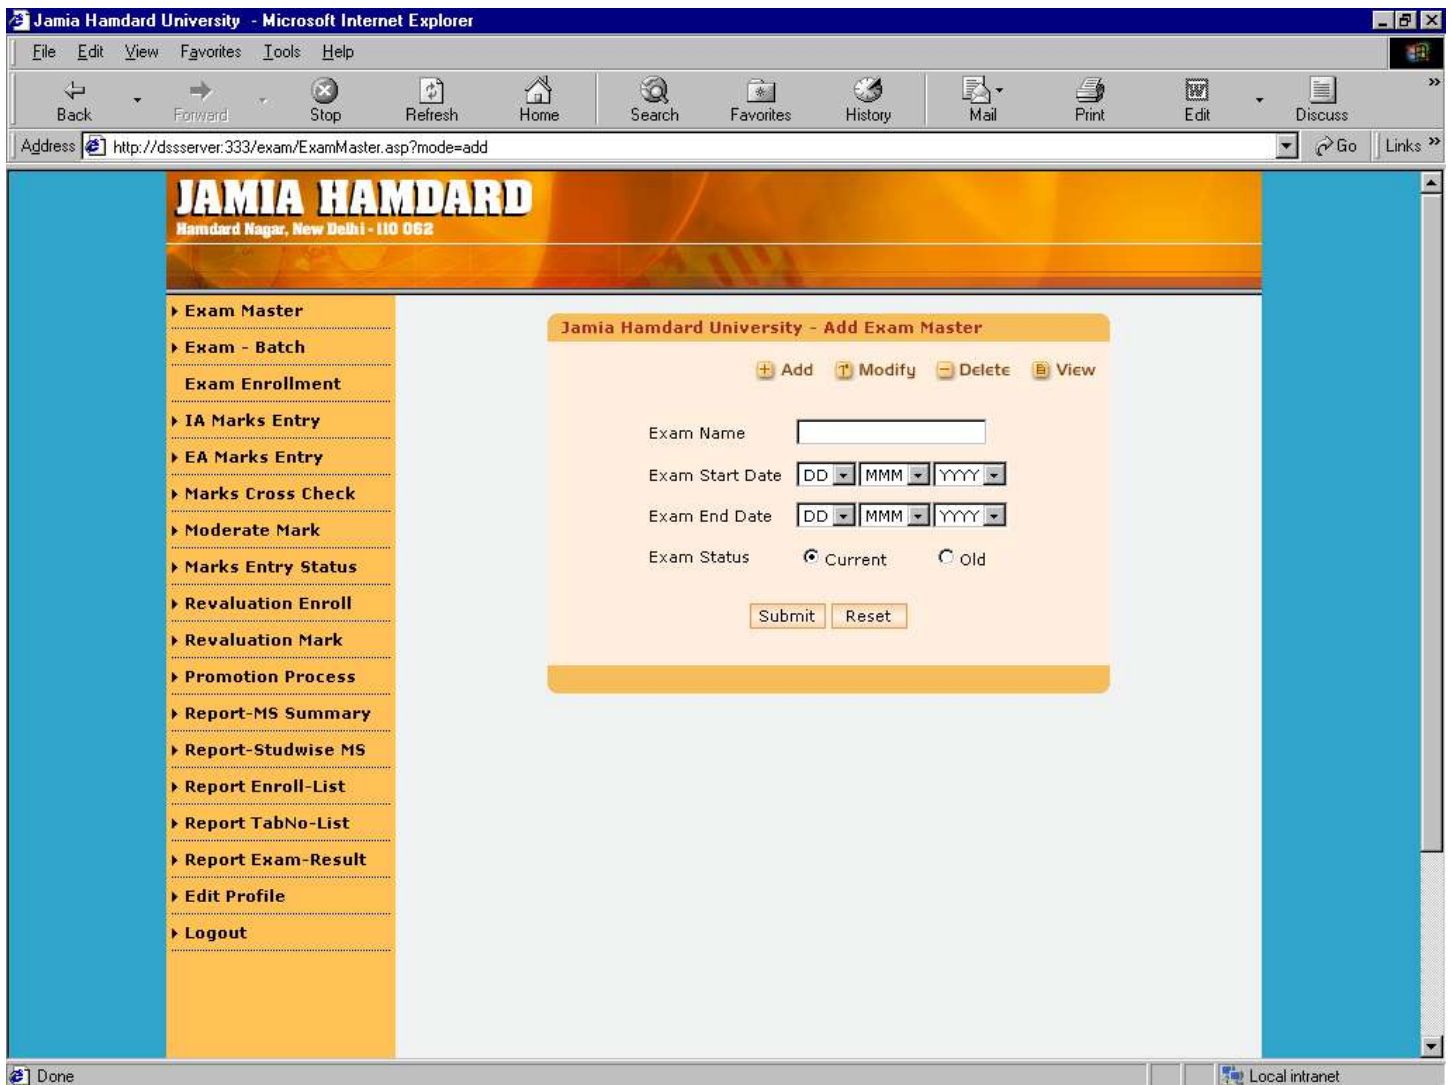 Jamia Hamdard University - Microsoft Internet Explorer
File Edit View Favorites Tools Help
Back Forward Stop Refresh Home Search Favorites History Mail Print Edit Discuss »
Address http://dssserver:333/exam/ExamMaster.asp?mode=add Go Links »
JAMIA HAMDARD
Hamdard Nagar, New Delhi - 110 062
Exam Master
Exam - Batch
Exam Enrollment
IA Marks Entry
EA Marks Entry
Marks Cross Check
Moderate Mark
Marks Entry Status
Revaluation Enroll
Revaluation Mark
Promotion Process
Report-MS Summary
Report-Studwise MS
Report Enroll-List
Report TabNo-List
Report Exam-Result
Edit Profile
Logout
Jamia Hamdard University - Add Exam Master
Add Modify Delete View
Exam Name
Exam Start Date DD MMM YYYY
Exam End Date DD MMM YYYY
Exam Status Current Old
Submit Reset
Done Local intranet